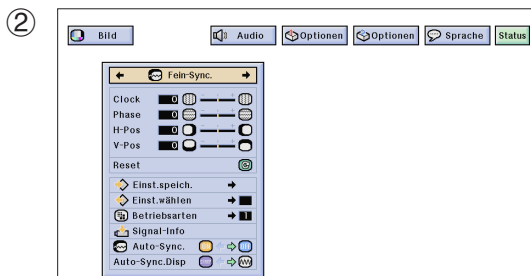 ②
Bild Audio Optionen Optionen Sprache Status
Fein-Sync.
Clock 0
Phase 0
H-Pos 0
V-Pos 0
Reset
Einst.speich.
Einst.wählen
Betriebsarten 1
Signal-Info
Auto-Sync.
Auto-Sync.Disp